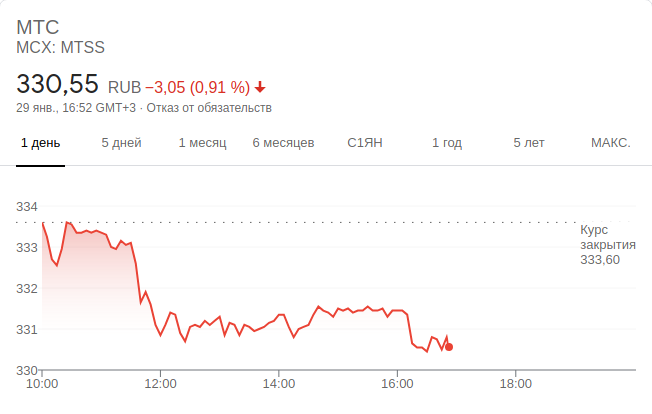 МТС
MCX: MTSS
330,55 RUB −3,05 (0,91 %)
29 янв., 16:52 GMT+3 · Отказ от обязательств
1 день 5 дней 1 месяц 6 месяцев С1ЯН 1 год 5 лет МАКС.
334
333
332
331
330
Курс
закрытия
333,60
10:00 12:00 14:00 16:00 18:00